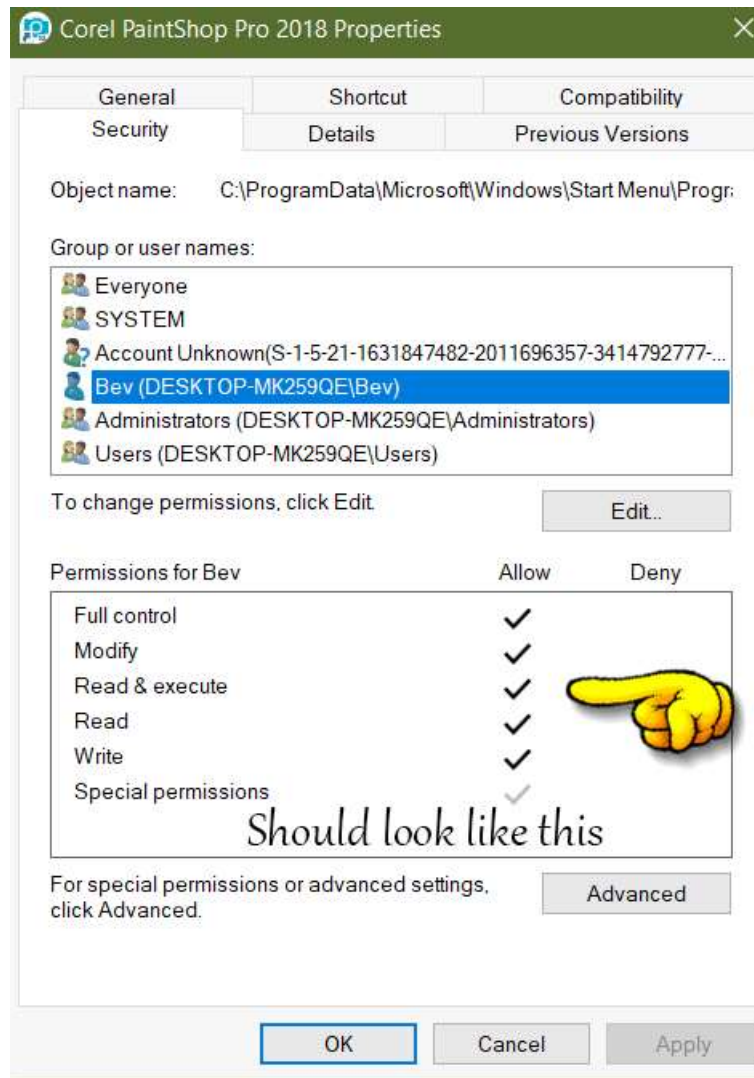 Corel PaintShop Pro 2018 Properties
General Shortcut Compatibility
Security Details Previous Versions
Object name: C:\ProgramData\Microsoft\Windows\Start Menu\Progr
Group or user names:
Everyone
SYSTEM
Account Unknown(S-1-5-21-1631847482-2011696357-3414792777-...
Bev (DESKTOP-MK259QE\Bev)
Administrators (DESKTOP-MK259QE\Administrators)
Users (DESKTOP-MK259QE\Users)
To change permissions, click Edit.
Edit...
Permissions for Bev Allow Deny
Full control
Modify
Read & execute
Read
Write
Special permissions
Should look like this
For special permissions or advanced settings,
click Advanced.
Advanced
OK Cancel Apply